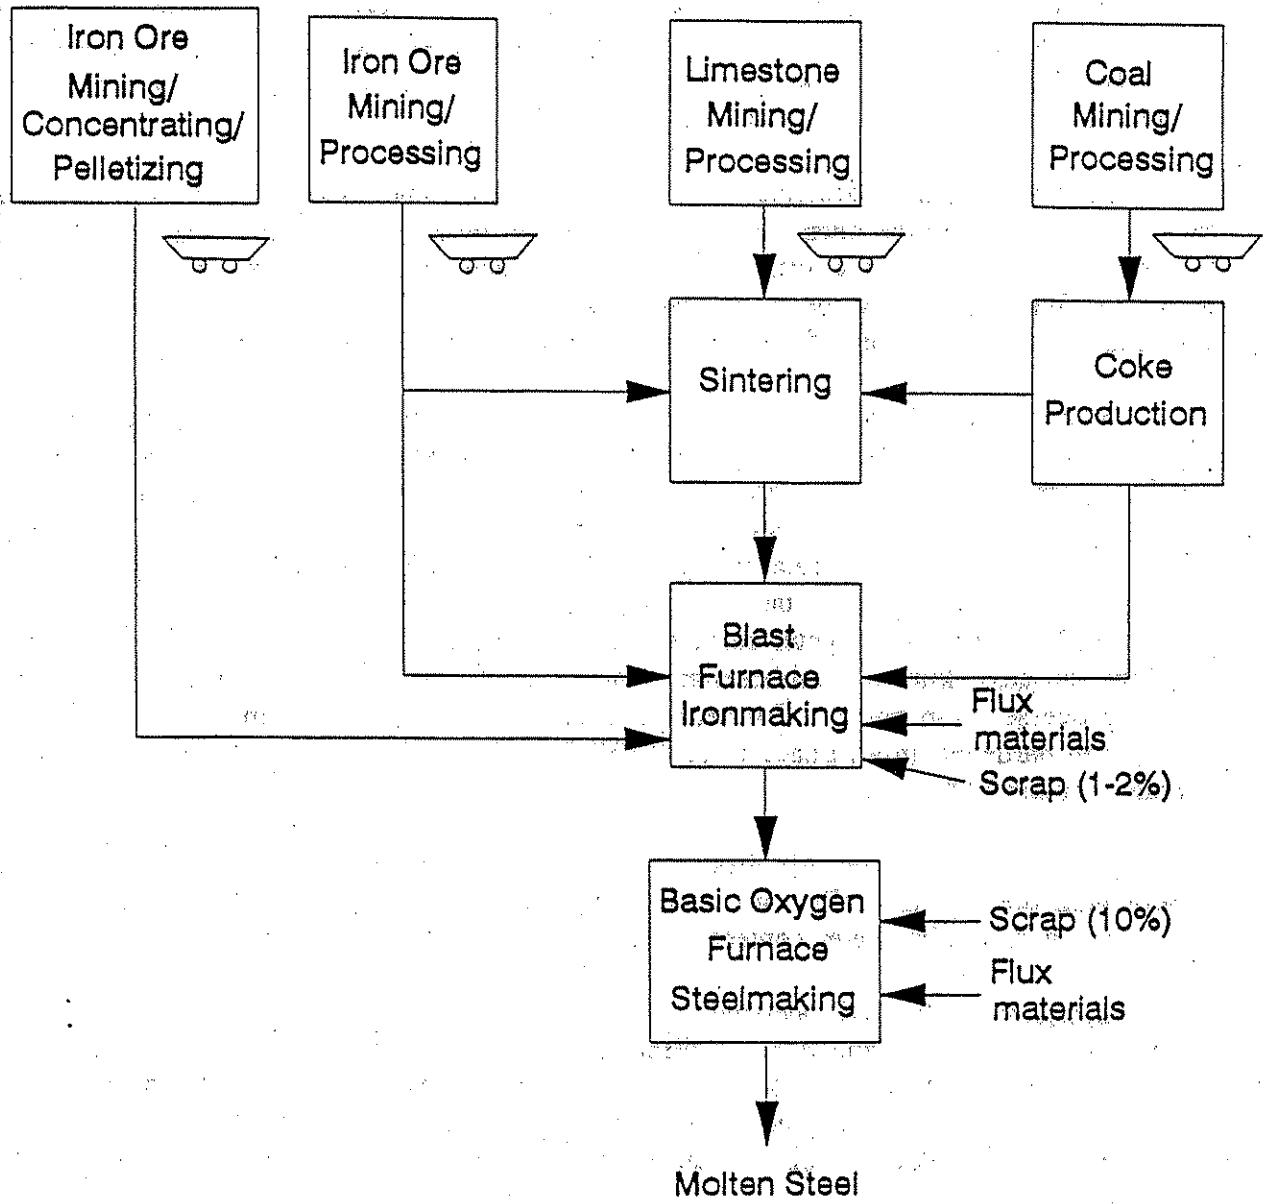 Iron Ore
Mining/
Concentrating/
Pelletizing
Iron Ore
Mining/
Processing
Limestone
Mining/
Processing
Coal
Mining/
Processing
Sintering
Coke
Production
Blast
Furnace
Ironmaking
Flux
materials
Scrap (1-2%)
Basic Oxygen
Furnace
Steelmaking
Scrap (10%)
Flux
materials
Molten Steel